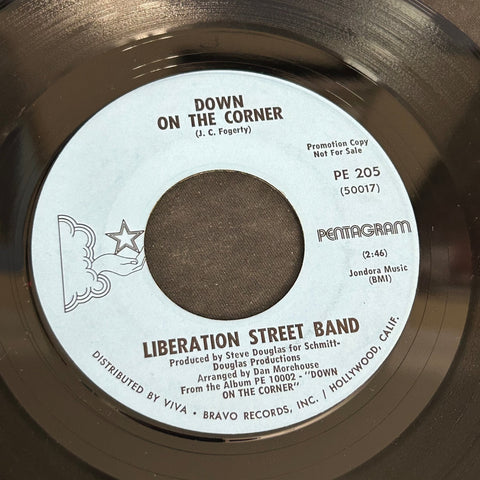 DOWN
ON THE CORNER
(J. C. Fogerty)
Promotion Copy
Not For Sale
PE 205
(50017)
PENTAGRAM
(2:46)
Jondora Music
(BMI)
LIBERATION STREET BAND
Produced by Steve Douglas for Schmitt-
Douglas Productions
Arranged by Dan Morehouse
From the Album PE 10002 - "DOWN
ON THE CORNER"
DISTRIBUTED BY VIVA - BRAVO RECORDS, INC. / HOLLYWOOD, CALIF.